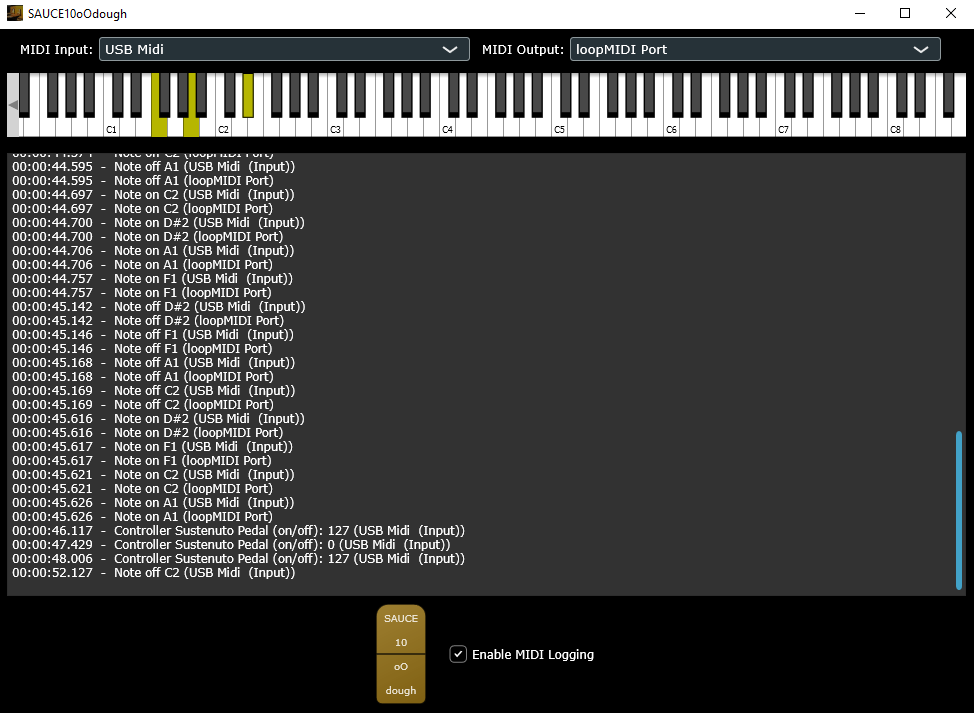 SAUCE10oOdough
MIDI Input: USB Midi MIDI Output: loopMIDI Port
C1 C2 C3 C4 C5 C6 C7 C8
00:00:44.574 - Note on C2 (loopMIDI Port)
00:00:44.595 - Note off A1 (USB Midi (Input))
00:00:44.595 - Note off A1 (loopMIDI Port)
00:00:44.697 - Note on C2 (USB Midi (Input))
00:00:44.697 - Note on C2 (loopMIDI Port)
00:00:44.700 - Note on D#2 (USB Midi (Input))
00:00:44.700 - Note on D#2 (loopMIDI Port)
00:00:44.706 - Note on A1 (USB Midi (Input))
00:00:44.706 - Note on A1 (loopMIDI Port)
00:00:44.757 - Note on F1 (USB Midi (Input))
00:00:44.757 - Note on F1 (loopMIDI Port)
00:00:45.142 - Note off D#2 (USB Midi (Input))
00:00:45.142 - Note off D#2 (loopMIDI Port)
00:00:45.146 - Note off F1 (USB Midi (Input))
00:00:45.146 - Note off F1 (loopMIDI Port)
00:00:45.168 - Note off A1 (USB Midi (Input))
00:00:45.168 - Note off A1 (loopMIDI Port)
00:00:45.169 - Note off C2 (USB Midi (Input))
00:00:45.169 - Note off C2 (loopMIDI Port)
00:00:45.616 - Note on D#2 (USB Midi (Input))
00:00:45.616 - Note on D#2 (loopMIDI Port)
00:00:45.617 - Note on F1 (USB Midi (Input))
00:00:45.617 - Note on F1 (loopMIDI Port)
00:00:45.621 - Note on C2 (USB Midi (Input))
00:00:45.621 - Note on C2 (loopMIDI Port)
00:00:45.626 - Note on A1 (USB Midi (Input))
00:00:45.626 - Note on A1 (loopMIDI Port)
00:00:46.117 - Controller Sustenuto Pedal (on/off): 127 (USB Midi (Input))
00:00:47.429 - Controller Sustenuto Pedal (on/off): 0 (USB Midi (Input))
00:00:48.006 - Controller Sustenuto Pedal (on/off): 127 (USB Midi (Input))
00:00:52.127 - Note off C2 (USB Midi (Input))
SAUCE
10
oO
dough
Enable MIDI Logging